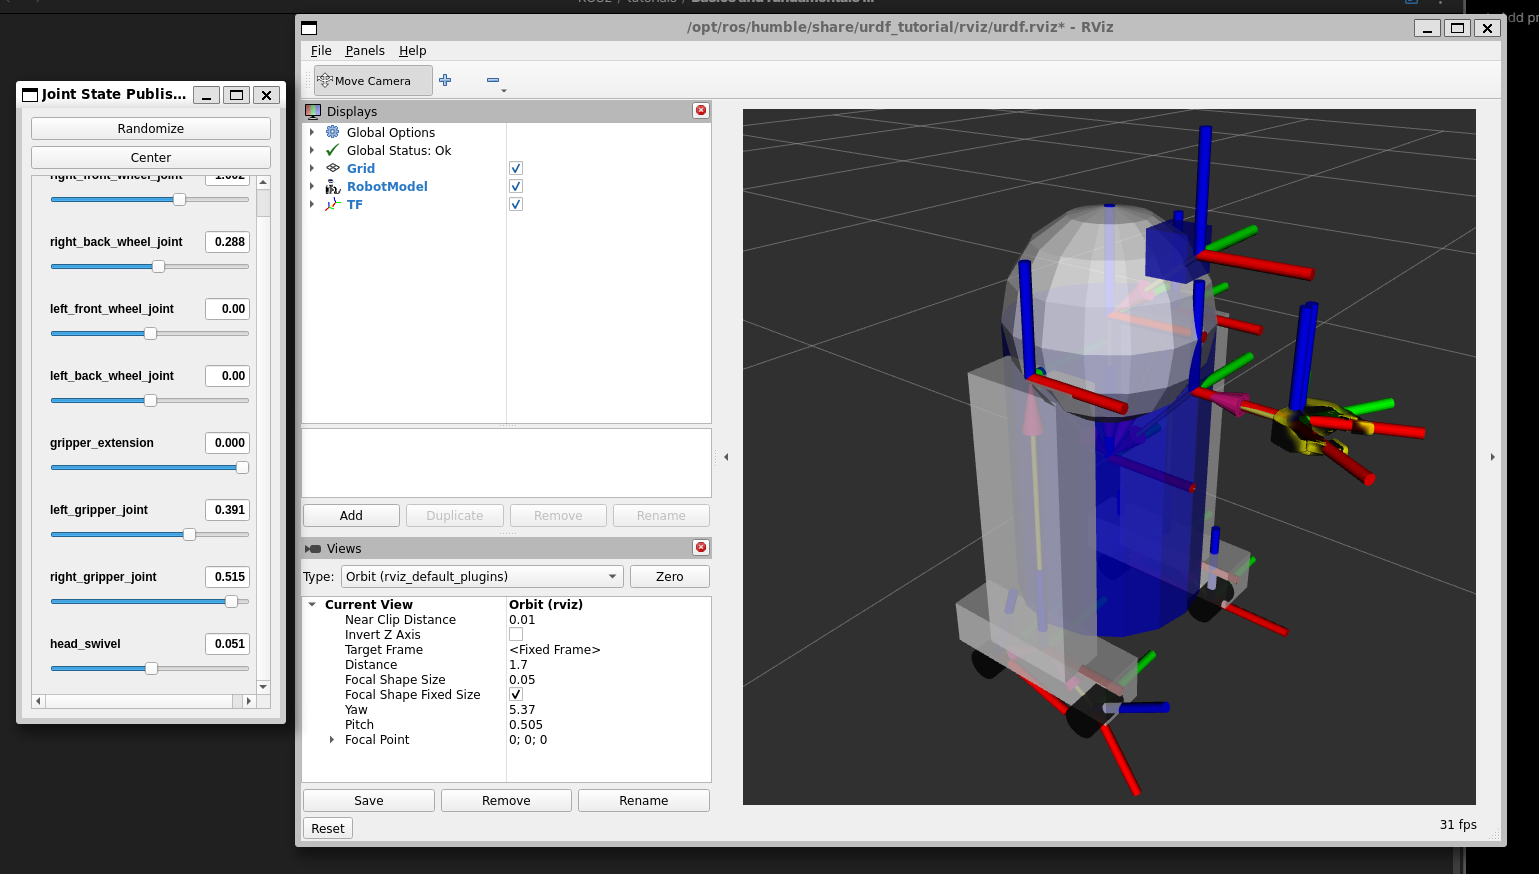 /opt/ros/humble/share/urdf_tutorial/rviz/urdf.rviz* - RViz
File Panels Help
Move Camera
Joint State Publis...
Randomize
Center
right_back_wheel_joint 0.288
left_front_wheel_joint 0.00
left_back_wheel_joint 0.00
gripper_extension 0.000
left_gripper_joint 0.391
right_gripper_joint 0.515
head_swivel 0.051
Displays
Global Options
Global Status: Ok
Grid
RobotModel
TF
Add Duplicate Remove Rename
Views
Type: Orbit (rviz_default_plugins) Zero
Current View Orbit (rviz)
Near Clip Distance 0.01
Invert Z Axis
Target Frame <Fixed Frame>
Distance 1.7
Focal Shape Size 0.05
Focal Shape Fixed Size
Yaw 5.37
Pitch 0.505
Focal Point 0; 0; 0
Save Remove Rename
Reset
31 fps